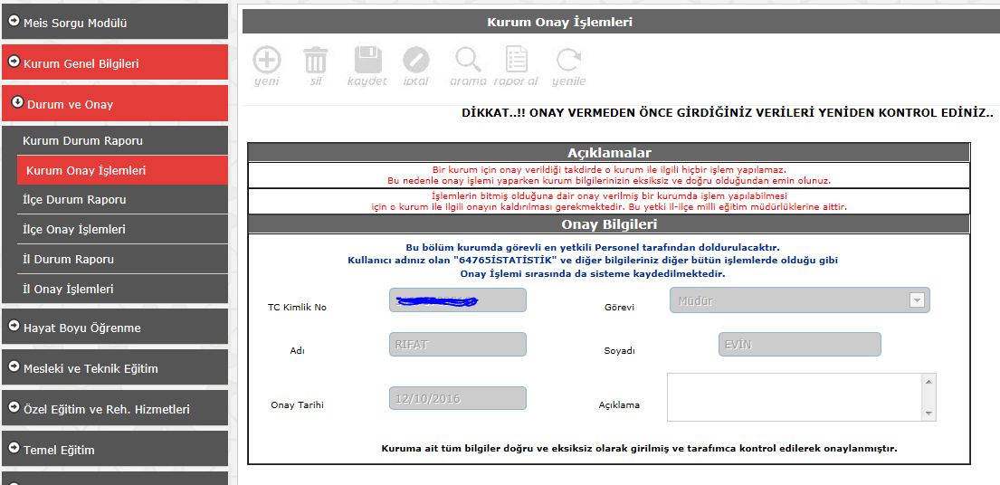 Meis Sorgu Modülü
Kurum Genel Bilgileri
Durum ve Onay
Kurum Durum Raporu
Kurum Onay İşlemleri
İlçe Durum Raporu
İlçe Onay İşlemleri
İl Durum Raporu
İl Onay İşlemleri
Hayat Boyu Öğrenme
Mesleki ve Teknik Eğitim
Özel Eğitim ve Reh. Hizmetleri
Temel Eğitim
Kurum Onay İşlemleri
yeni sil kaydet iptal arama rapor al yenile
DİKKAT..!! ONAY VERMEDEN ÖNCE GİRDİĞİNİZ VERİLERİ YENİDEN KONTROL EDİNİZ..
Açıklamalar
Bir kurum için onay verildiği takdirde o kurum ile ilgili hiçbir işlem yapılamaz.
Bu nedenle onay işlemi yaparken kurum bilgilerinizin eksiksiz ve doğru olduğundan emin olunuz.
İşlemlerin bitmiş olduğuna dair onay verilmiş bir kurumda işlem yapılabilmesi
için o kurum ile ilgili onayın kaldırılması gerekmektedir. Bu yetki il-ilçe milli eğitim müdürlüklerine aittir.
Onay Bilgileri
Bu bölüm kurumda görevli en yetkili Personel tarafından doldurulacaktır.
Kullanıcı adınız olan "64765İSTATİSTİK" ve diğer bilgileriniz diğer bütün işlemlerde olduğu gibi
Onay İşlemi sırasında da sisteme kaydedilmektedir.
TC Kimlik No
Görevi Müdür
Adı RIFAT
Soyadı EVİN
Onay Tarihi 12/10/2016
Açıklama
Kuruma ait tüm bilgiler doğru ve eksiksiz olarak girilmiş ve tarafımca kontrol edilerek onaylanmıştır.